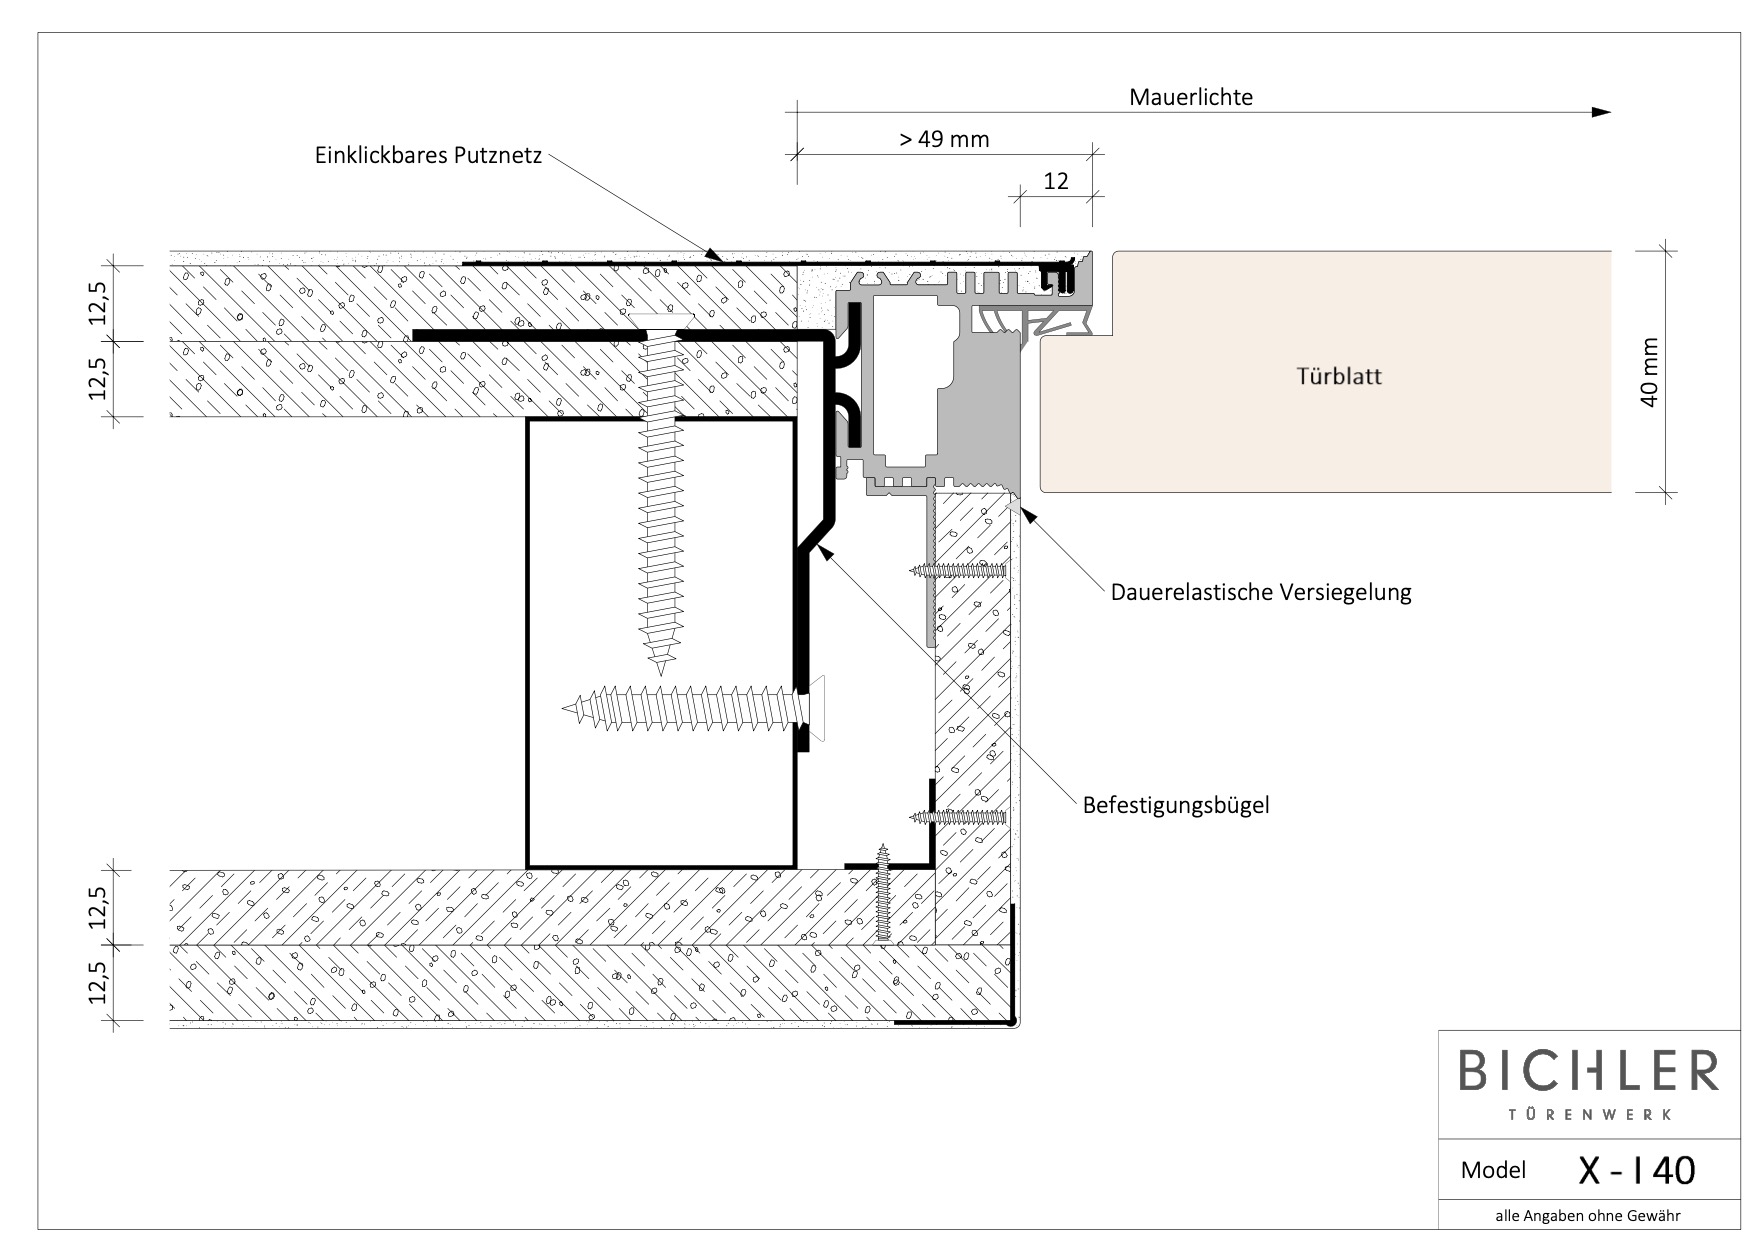 Mauerlichte
> 49 mm
Einklickbares Putznetz
12
12,5
12,5
40 mm
Türblatt
Dauerelastische Versiegelung
Befestigungsbügel
12,5
12,5
BICHLER
TÜRENWERK
Model X - I 40
alle Angaben ohne Gewähr